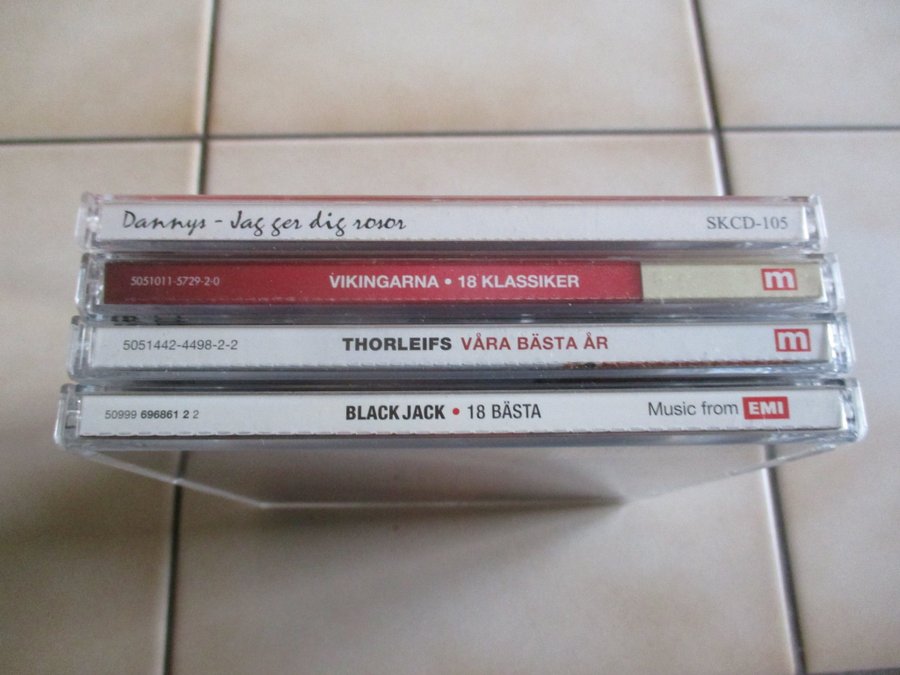 Dannys - Jag ger dig rosor SKCD-105
5051011-5729-2-0 VIKINGARNA • 18 KLASSIKER m
5051442-4498-2-2 THORLEIFS VÅRA BÄSTA ÅR m
50999 696861 2 2 BLACK JACK • 18 BÄSTA Music from EMI